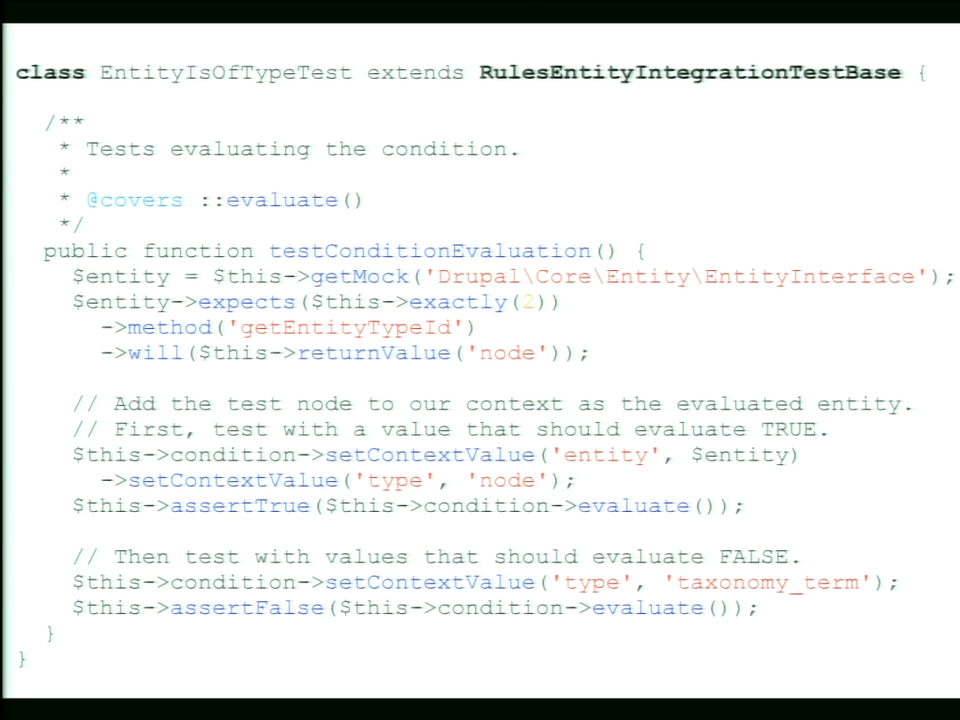 class EntityIsOfTypeTest extends RulesEntityIntegrationTestBase {
/**
* Tests evaluating the condition.
*
* @covers ::evaluate()
*/
public function testConditionEvaluation() {
$entity = $this->getMock('Drupal\Core\Entity\EntityInterface');
$entity->expects($this->exactly(2))
->method('getEntityTypeId')
->will($this->returnValue('node'));
// Add the test node to our context as the evaluated entity.
// First, test with a value that should evaluate TRUE.
$this->condition->setContextValue('entity', $entity)
->setContextValue('type', 'node');
$this->assertTrue($this->condition->evaluate());
// Then test with values that should evaluate FALSE.
$this->condition->setContextValue('type', 'taxonomy_term');
$this->assertFalse($this->condition->evaluate());
}
}